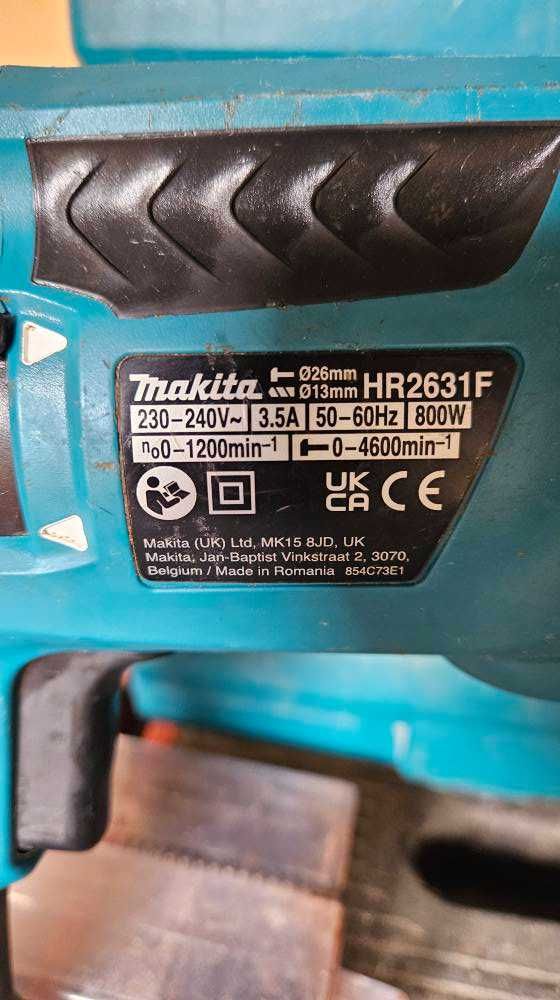 makita Ø26mm Ø13mm HR2631F
230–240V~ 3.5A 50–60Hz 800W
n₀0–1200min⁻¹ 0–4600min⁻¹
UK CA CE
Makita (UK) Ltd, MK15 8JD, UK
Makita, Jan-Baptist Vinkstraat 2, 3070,
Belgium / Made in Romania 854C73E1